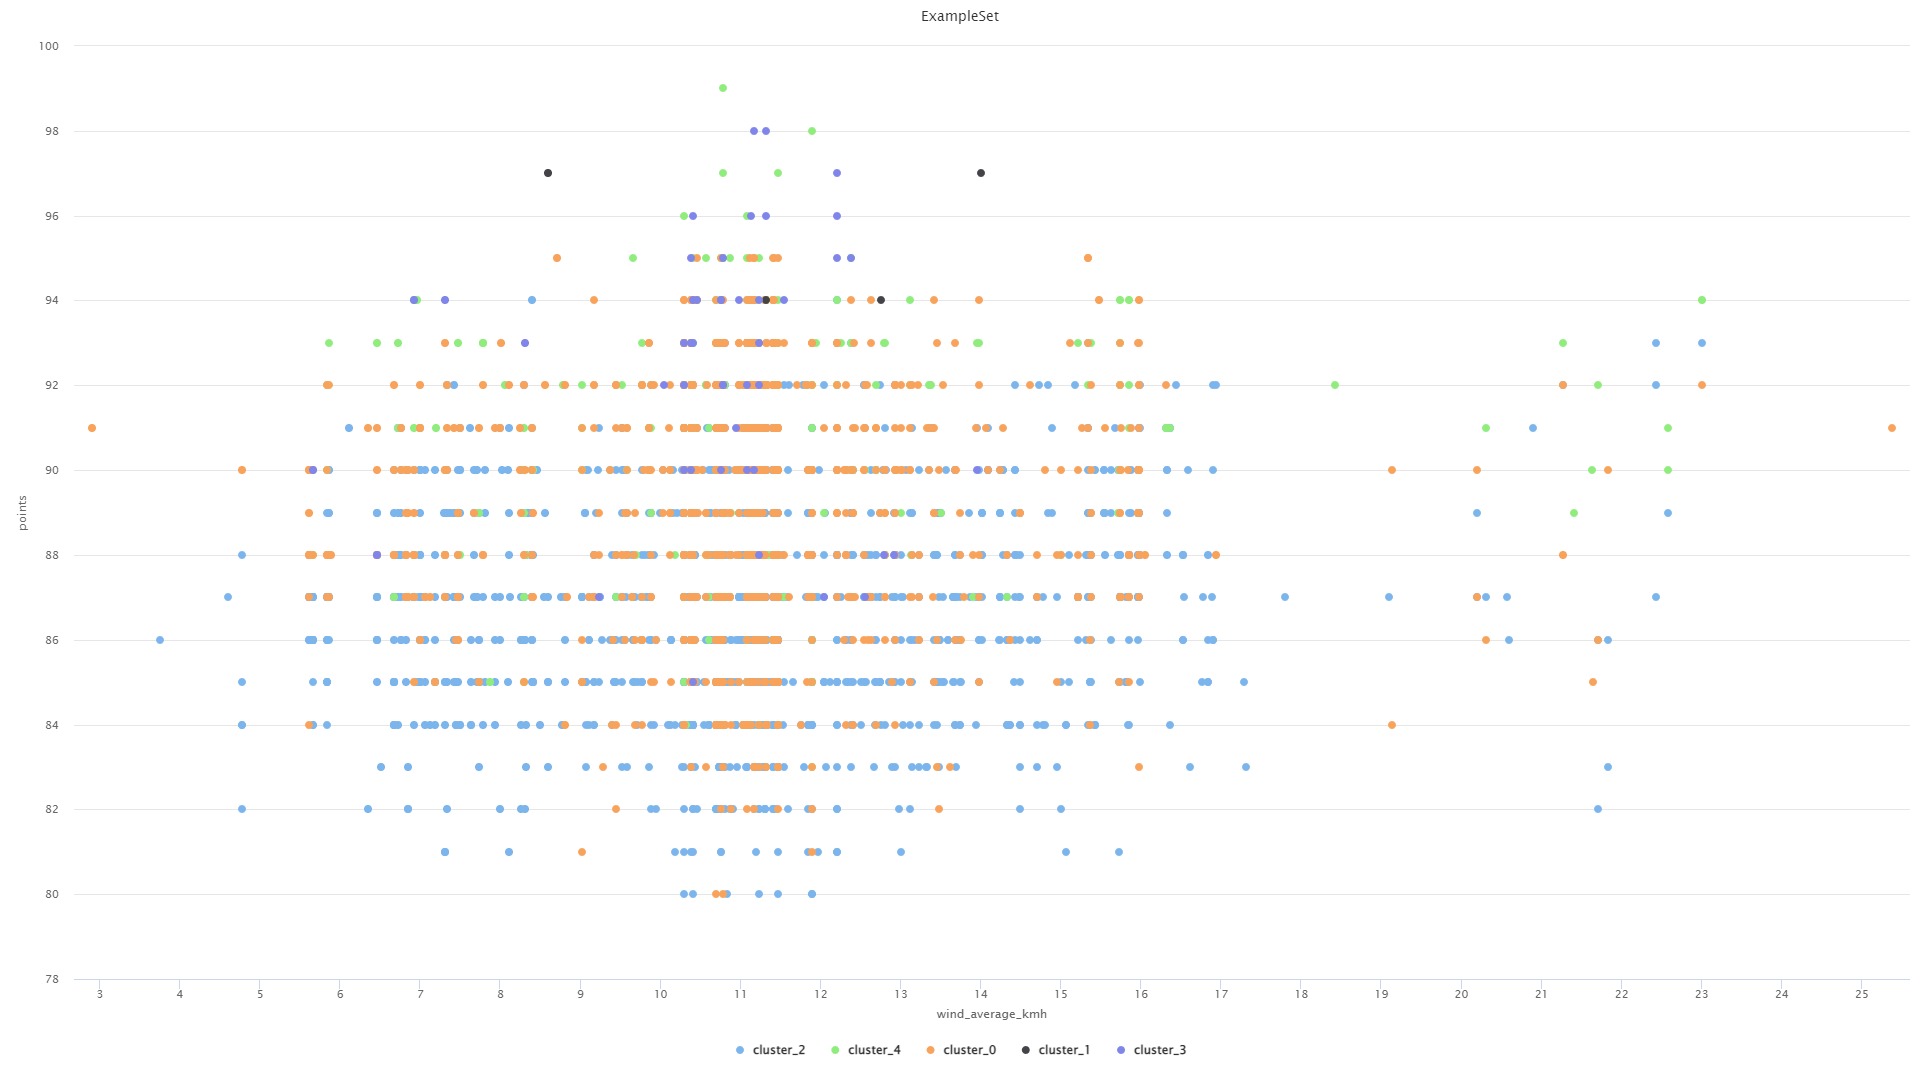 ExampleSet
100
98
96
94
92
90
88
86
84
82
80
78
points
3 4 5 6 7 8 9 10 11 12 13 14 15 16 17 18 19 20 21 22 23 24 25
wind_average_kmh
cluster_2 cluster_4 cluster_0 cluster_1 cluster_3